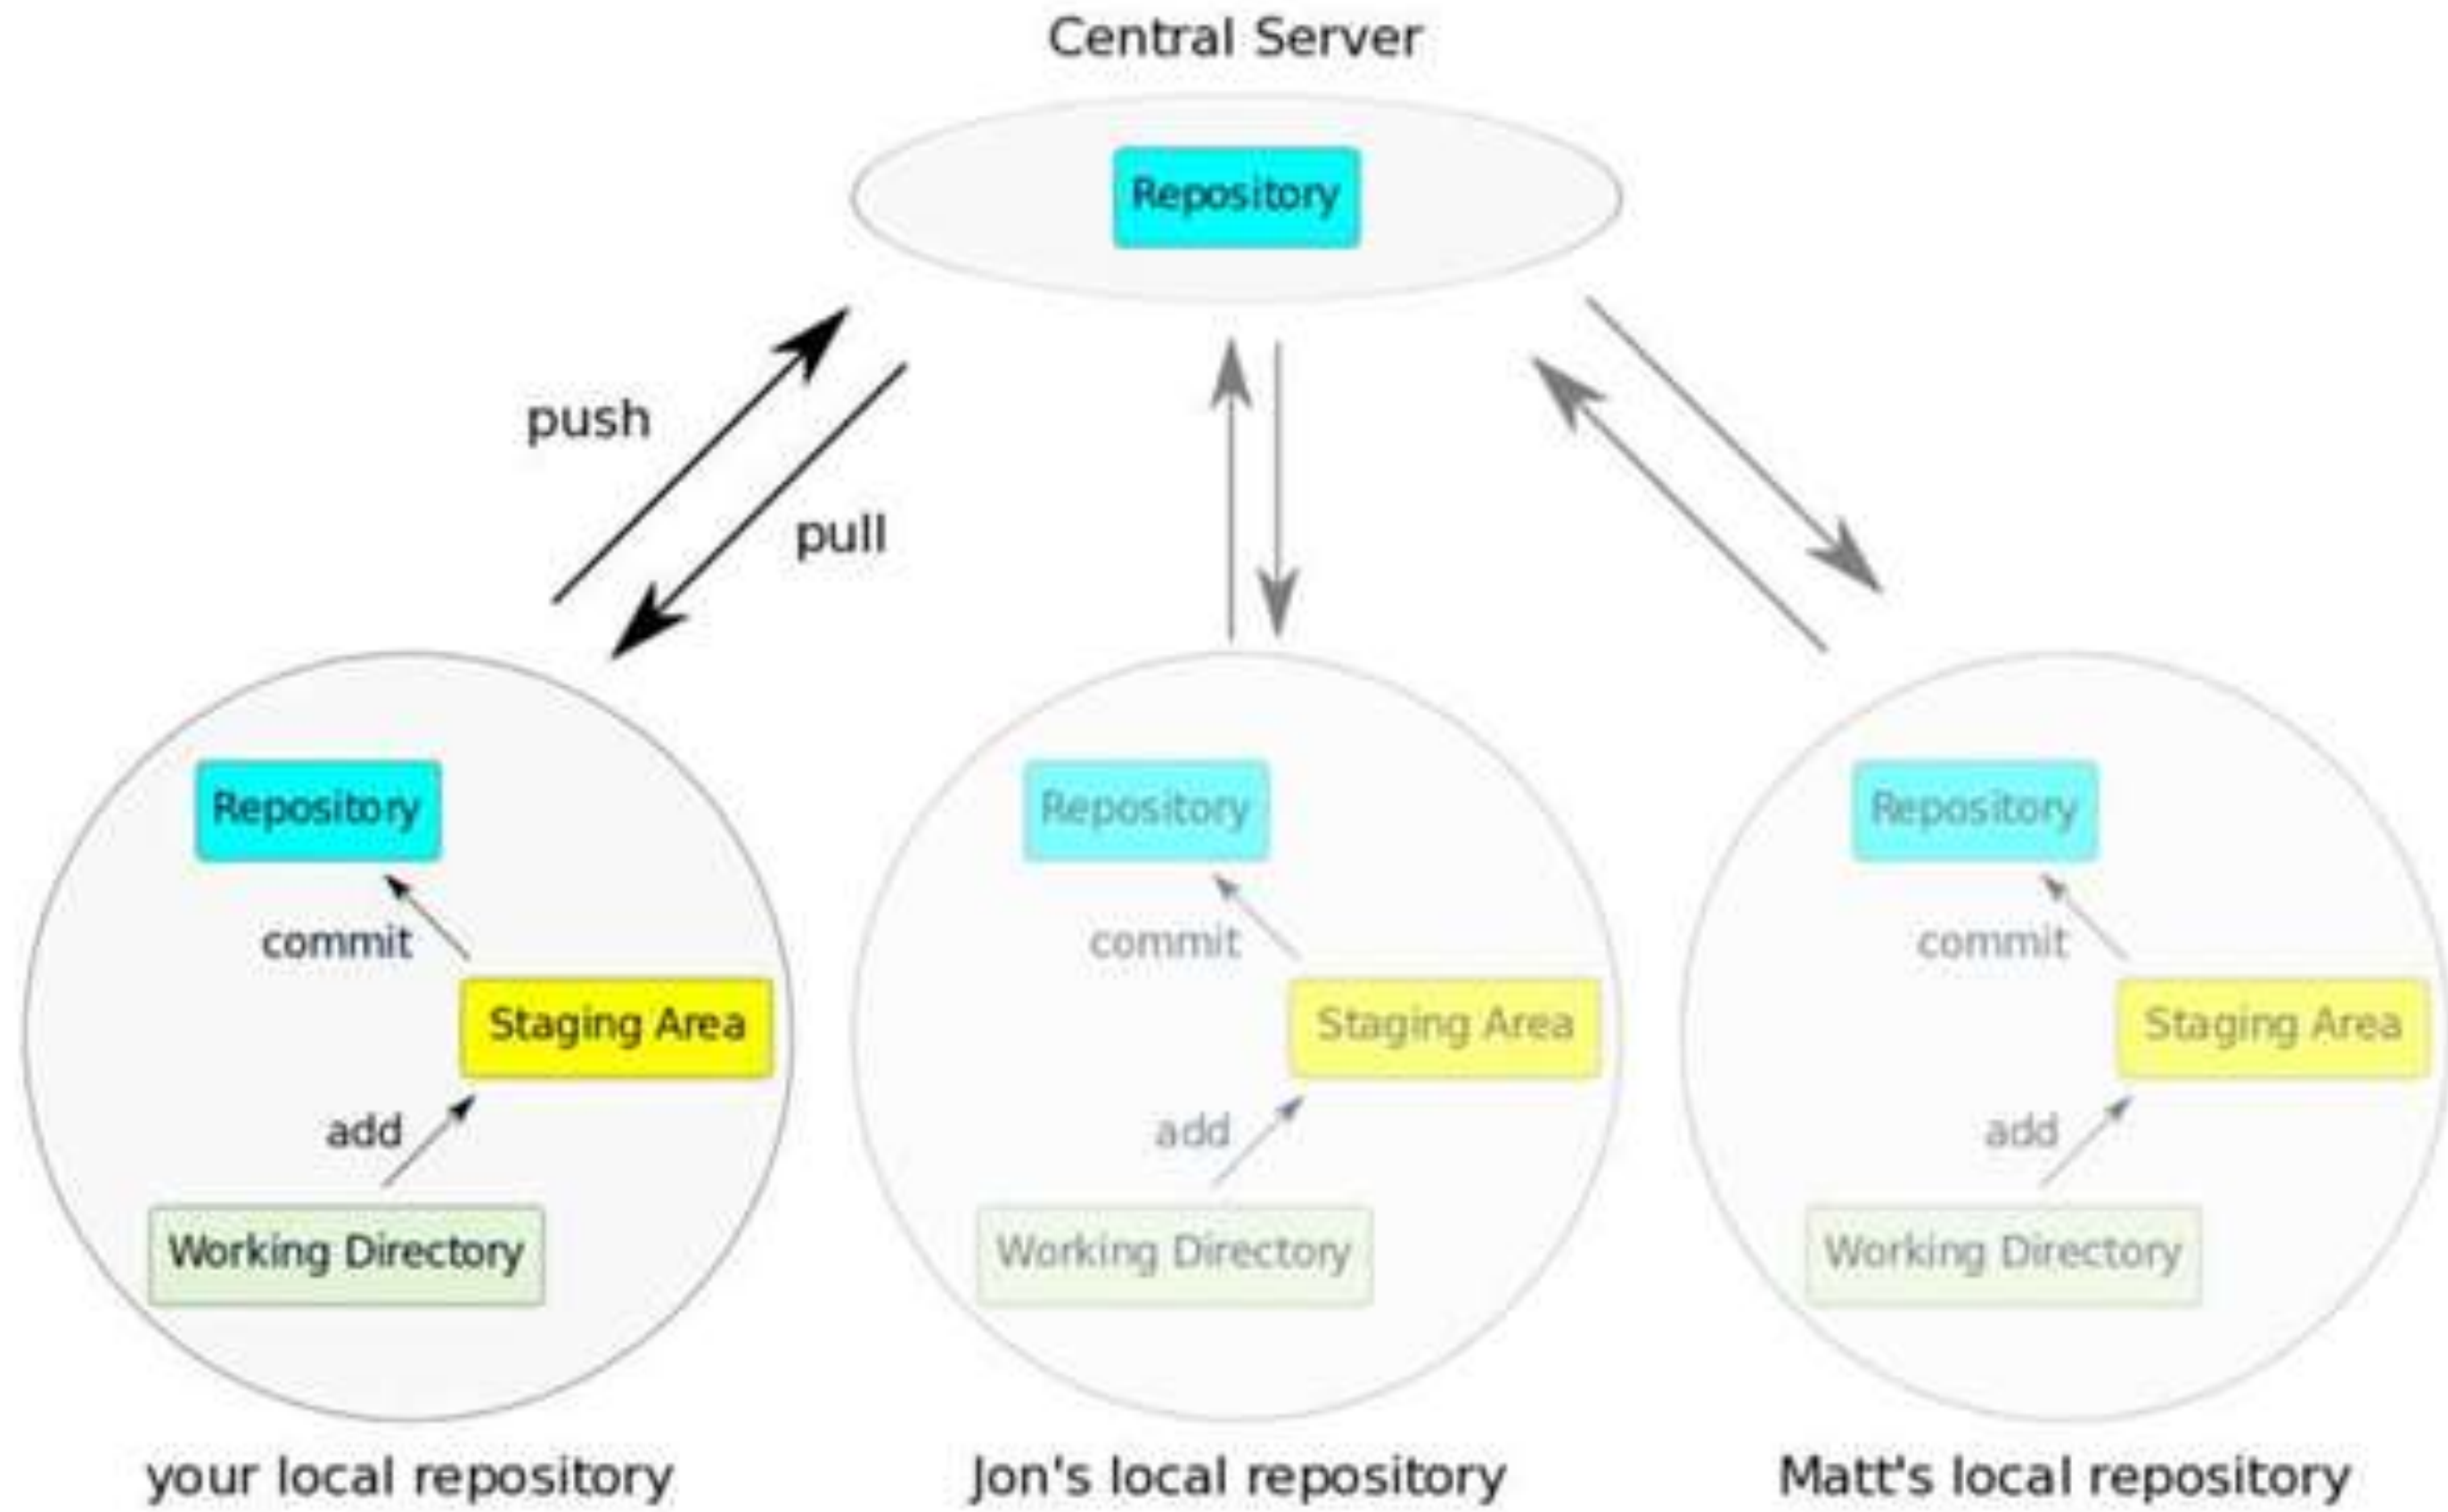 Central Server
Repository
push
pull
Repository
commit
Staging Area
add
Working Directory
your local repository
Repository
commit
Staging Area
add
Working Directory
Jon's local repository
Repository
commit
Staging Area
add
Working Directory
Matt's local repository